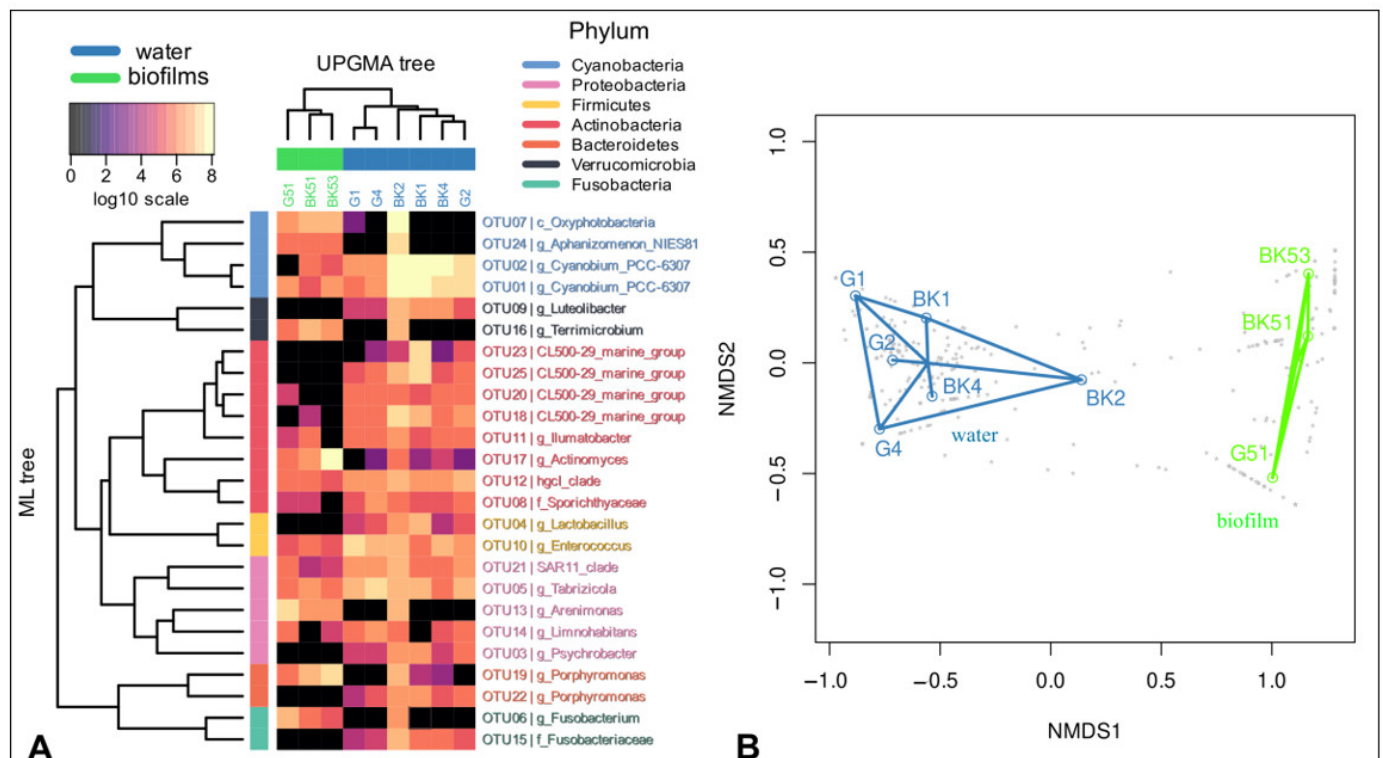 water
biofilms
0 2 4 6 8
log10 scale
UPGMA tree
Phylum
Cyanobacteria
Proteobacteria
Firmicutes
Actinobacteria
Bacteroidetes
Verrucomicrobia
Fusobacteria
G51 BK51 BK53 G1 G4 BK2 BK1 BK4 G2
OTU07 | c_Oxyphotobacteria
OTU24 | g_Aphanizomenon_NIES81
OTU02 | g_Cyanobium_PCC-6307
OTU01 | g_Cyanobium_PCC-6307
OTU09 | g_Luteolibacter
OTU16 | g_Terrimicrobium
OTU23 | CL500-29_marine_group
OTU25 | CL500-29_marine_group
OTU20 | CL500-29_marine_group
OTU18 | CL500-29_marine_group
OTU11 | g_Ilumatobacter
OTU17 | g_Actinomyces
OTU12 | hgcI_clade
OTU08 | f_Sporichthyaceae
OTU04 | g_Lactobacillus
OTU10 | g_Enterococcus
OTU21 | SAR11_clade
OTU05 | g_Tabrizicola
OTU13 | g_Arenimonas
OTU14 | g_Limnohabitans
OTU03 | g_Psychrobacter
OTU19 | g_Porphyromonas
OTU22 | g_Porphyromonas
OTU06 | g_Fusobacterium
OTU15 | f_Fusobacteriaceae
ML tree
A
NMDS2
1.0
0.5
0.0
−0.5
−1.0
G1
BK1
G2
BK4
BK2
G4
water
BK53
BK51
G51
biofilm
−1.0 −0.5 0.0 0.5 1.0
NMDS1
B